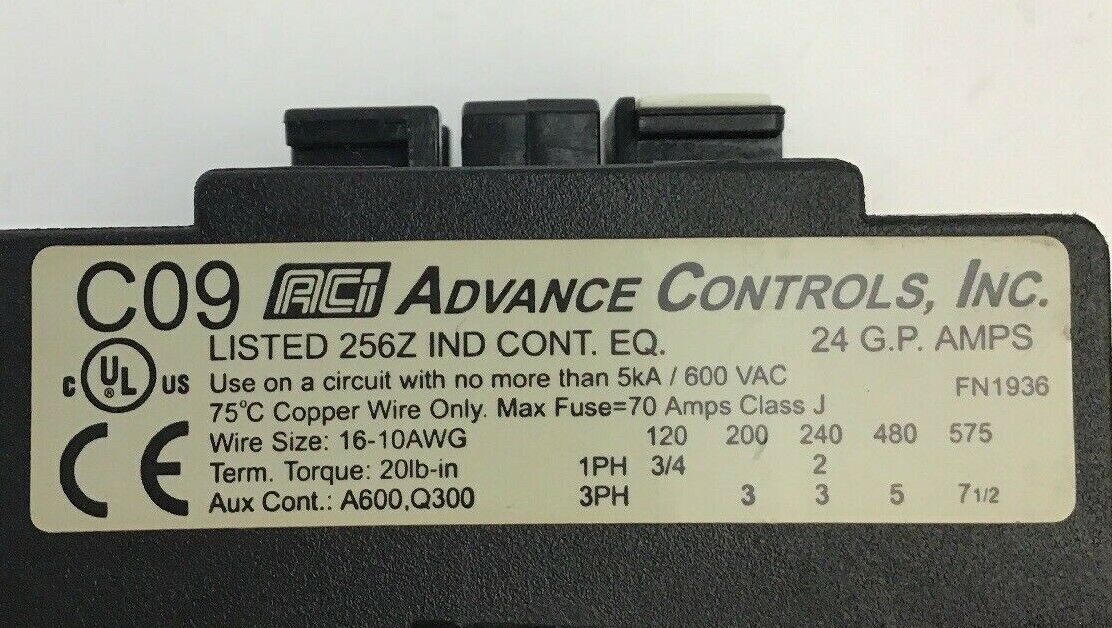 C09 ACi ADVANCE CONTROLS, INC.
LISTED 256Z IND CONT. EQ. 24 G.P. AMPS
C UL ® US Use on a circuit with no more than 5kA / 600 VAC FN1936
75°C Copper Wire Only. Max Fuse=70 Amps Class J
CE Wire Size: 16-10AWG 120 200 240 480 575
Term. Torque: 20lb-in 1PH 3/4 2
Aux Cont.: A600,Q300 3PH 3 3 5 7 1/2